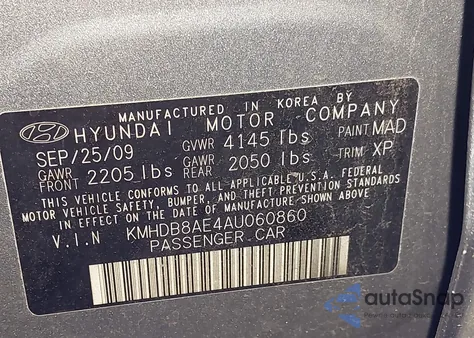 MANUFACTURED IN KOREA BY
HYUNDAI MOTOR COMPANY
SEP/25/09 GVWR 4145 lbs PAINT MAD
GAWR FRONT 2205 lbs GAWR REAR 2050 lbs TRIM XP
THIS VEHICLE CONFORMS TO ALL APPLICABLE U.S.A. FEDERAL
MOTOR VEHICLE SAFETY, BUMPER, AND THEFT PREVENTION STANDARDS
IN EFFECT ON THE DATE OF MANUFACTURE SHOWN ABOVE.
V.I.N KMHDB8AE4AU060860
PASSENGER CAR
autaSnap